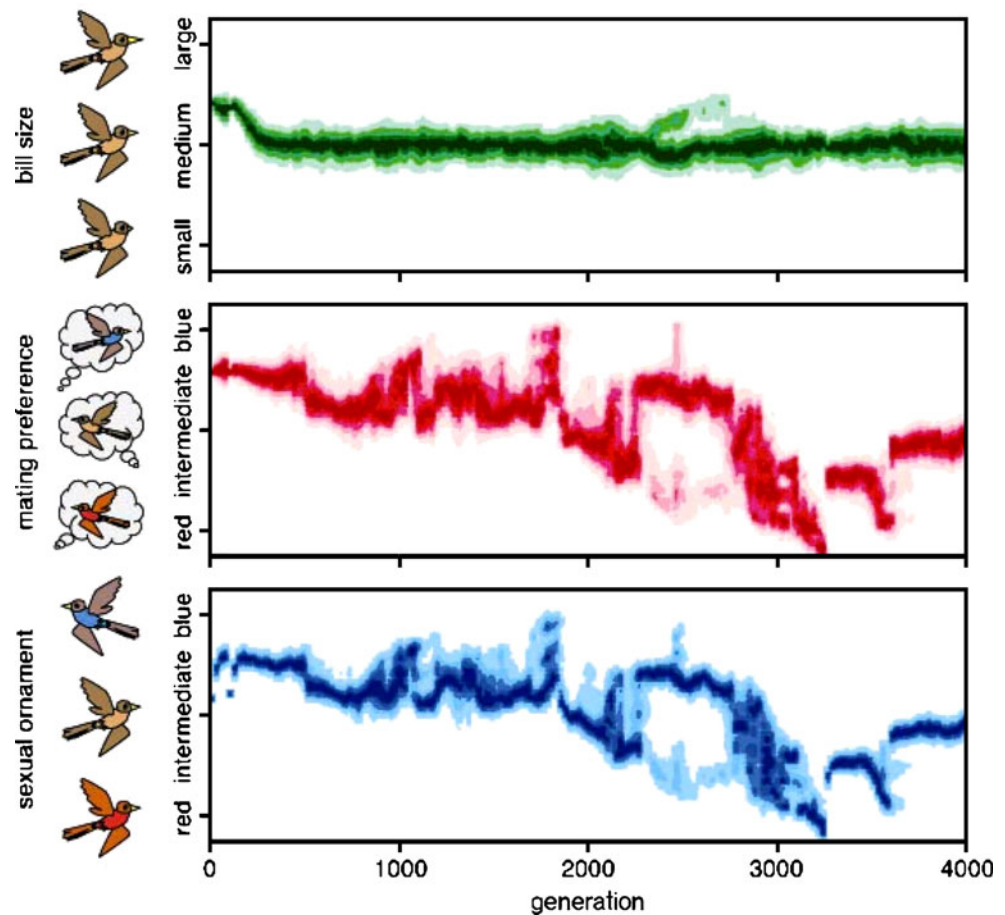 bill size
large
medium
small
mating preference
blue
intermediate
red
sexual ornament
blue
intermediate
red
0
1000
2000
3000
4000
generation